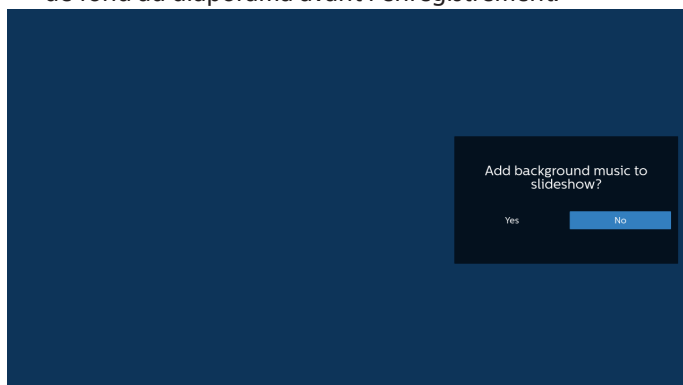 de fond au diaporama avant l'enregistrement.
Add background music to
slideshow?
Yes
No